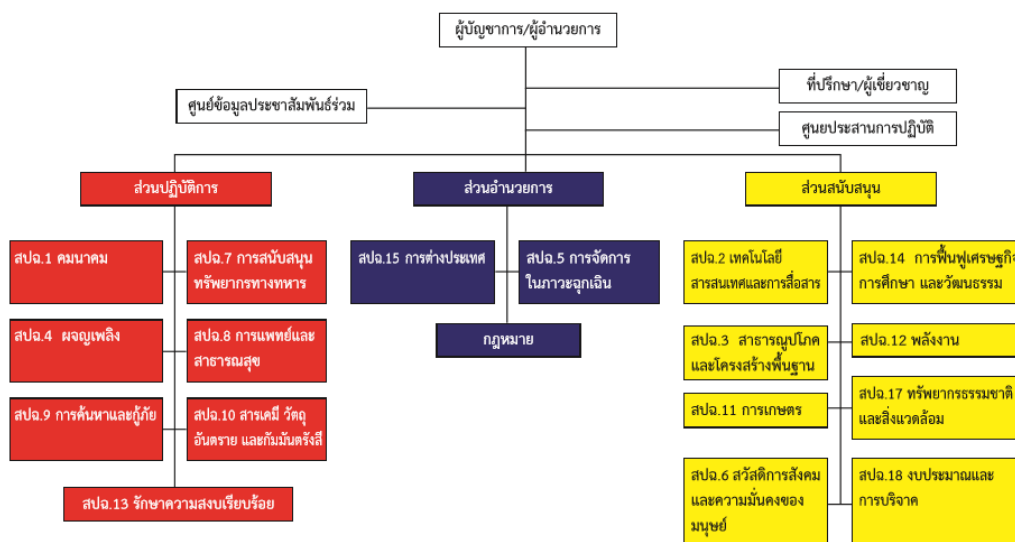 ผู้บัญชาการ/ผู้อำนวยการ
ที่ปรึกษา/ผู้เชี่ยวชาญ
ศูนย์ข้อมูลประชาสัมพันธ์ร่วม
ศูนยประสานการปฏิบัติ
ส่วนปฏิบัติการ
สปฉ.1 คมนาคม
สปฉ.7 การสนับสนุน
ทรัพยากรทางทหาร
สปฉ.4 ผจญเพลิง
สปฉ.8 การแพทย์และ
สาธารณสุข
สปฉ.9 การค้นหาและกู้ภัย
สปฉ.10 สารเคมี วัตถุ
อันตราย และกัมมันตรังสี
สปฉ.13 รักษาความสงบเรียบร้อย
ส่วนอำนวยการ
สปฉ.15 การต่างประเทศ
สปฉ.5 การจัดการ
ในภาวะฉุกเฉิน
กฎหมาย
ส่วนสนับสนุน
สปฉ.2 เทคโนโลยี
สารสนเทศและการสื่อสาร
สปฉ.14 การฟื้นฟูเศรษฐกิจ
การศึกษา และวัฒนธรรม
สปฉ.3 สาธารณูปโภค
และโครงสร้างพื้นฐาน
สปฉ.12 พลังงาน
สปฉ.11 การเกษตร
สปฉ.17 ทรัพยากรธรรมชาติ
และสิ่งแวดล้อม
สปฉ.6 สวัสดิการสังคม
และความมั่นคงของ
มนุษย์
สปฉ.18 งบประมาณและ
การบริจาค